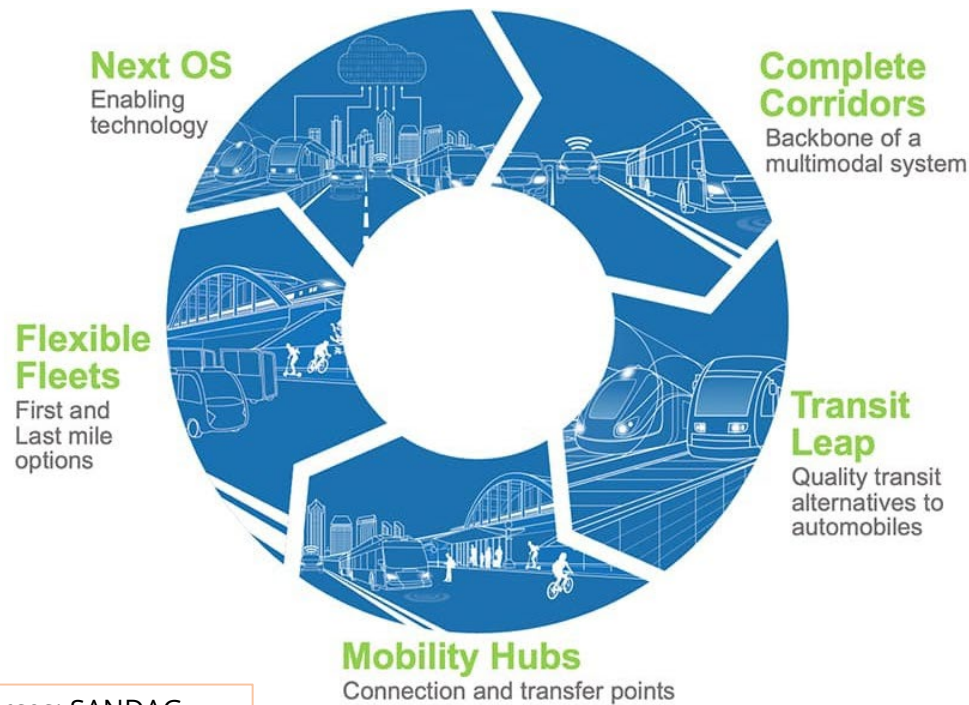 Next OS
Enabling
technology
Complete
Corridors
Backbone of a
multimodal system
Flexible
Fleets
First and
Last mile
options
Transit
Leap
Quality transit
alternatives to
automobiles
Mobility Hubs
Connection and transfer points
SANDAG